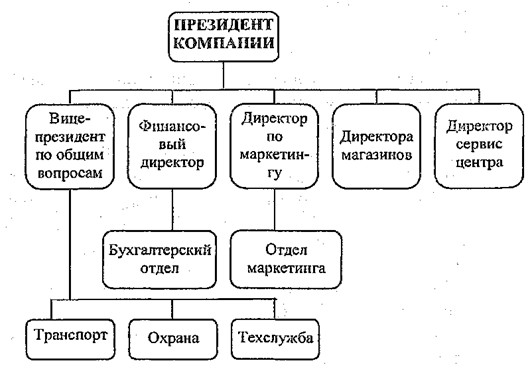 ПРЕЗИДЕНТ
КОМПАНИИ
Вице-
президент
по общим
вопросам
Финансо-
вый
директор
Директор
по
маркетин-
гу
Директора
магазинов
Директор
сервис
центра
Бухгалтерский
отдел
Отдел
маркетинга
Транспорт
Охрана
Техслужба